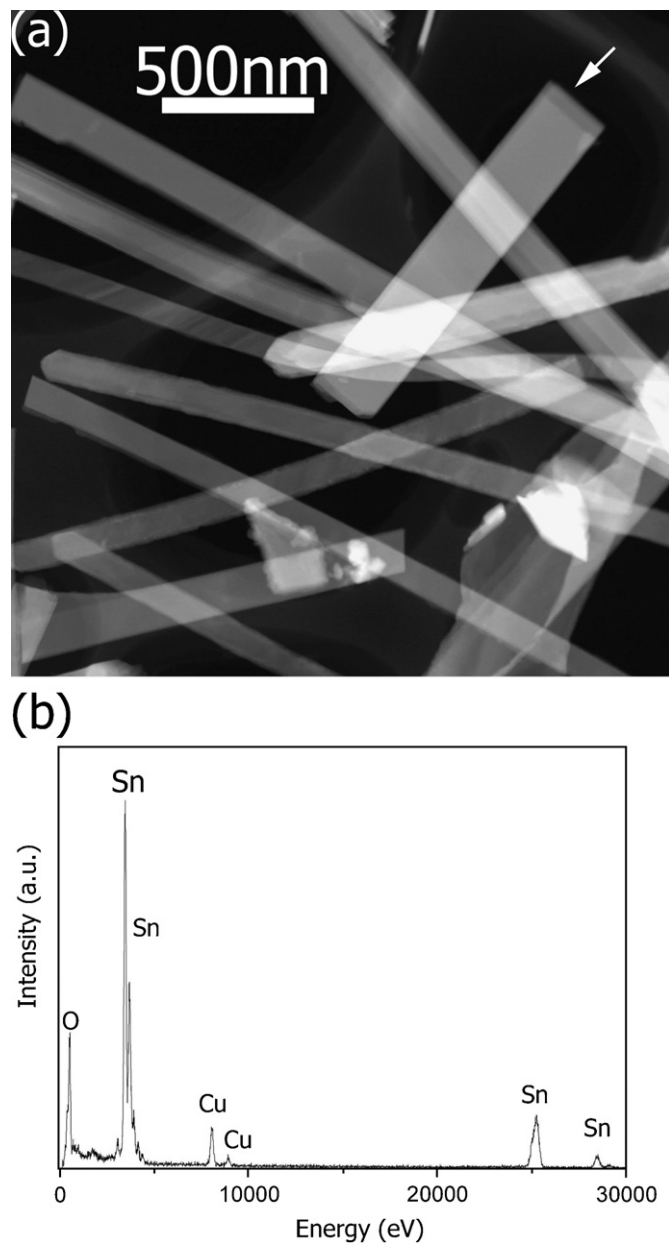 (a)
500nm
(b)
Sn
Sn
O
Cu
Cu
Sn
Sn
Intensity (a.u.)
0
10000
20000
30000
Energy (eV)